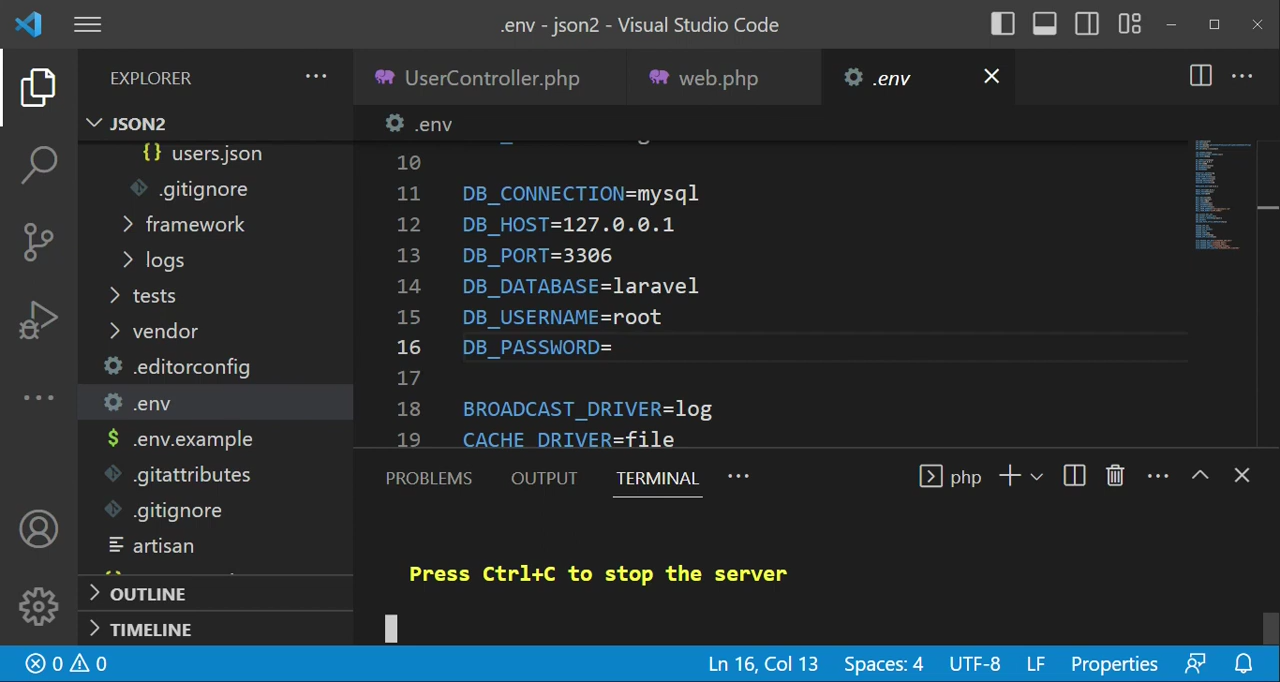 .env - json2 - Visual Studio Code
EXPLORER
UserController.php
web.php
.env
JSON2
.env
{} users.json
.gitignore
framework
logs
tests
vendor
.editorconfig
.env
$ .env.example
.gitattributes
.gitignore
artisan
OUTLINE
TIMELINE
10
11 DB_CONNECTION=mysql
12 DB_HOST=127.0.0.1
13 DB_PORT=3306
14 DB_DATABASE=laravel
15 DB_USERNAME=root
16 DB_PASSWORD=
17
18 BROADCAST_DRIVER=log
19 CACHE_DRIVER=file
PROBLEMS OUTPUT TERMINAL
php
Press Ctrl+C to stop the server
0 0
Ln 16, Col 13 Spaces: 4 UTF-8 LF Properties